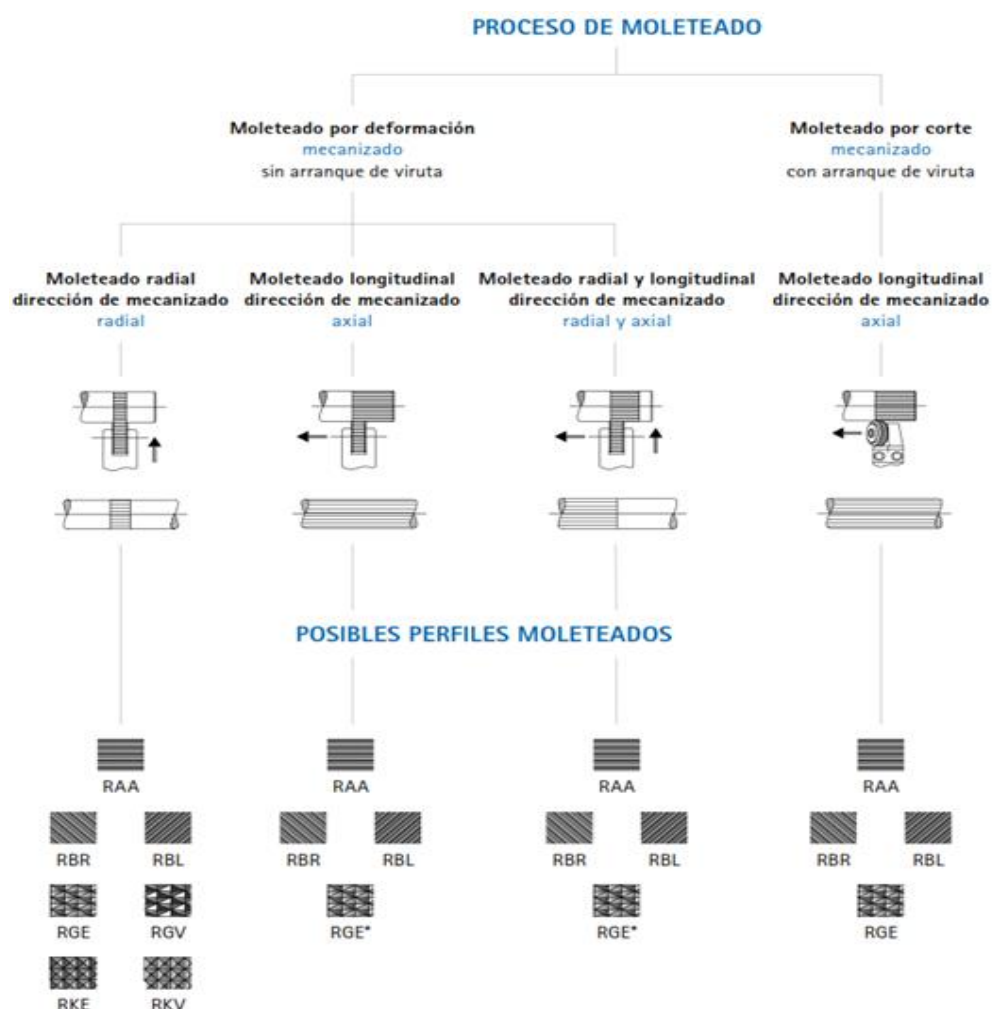 PROCESO DE MOLETEADO
Moleteado por deformación
mecanizado
sin arranque de viruta
Moleteado por corte
mecanizado
con arranque de viruta
Moleteado radial
dirección de mecanizado
radial
Moleteado longitudinal
dirección de mecanizado
axial
Moleteado radial y longitudinal
dirección de mecanizado
radial y axial
Moleteado longitudinal
dirección de mecanizado
axial
POSIBLES PERFILES MOLETEADOS
RAA
RAA
RAA
RAA
RBR RBL
RBR RBL
RBR RBL
RBR RBL
RGE RGV
RGE*
RGE*
RGE
RKE RKV